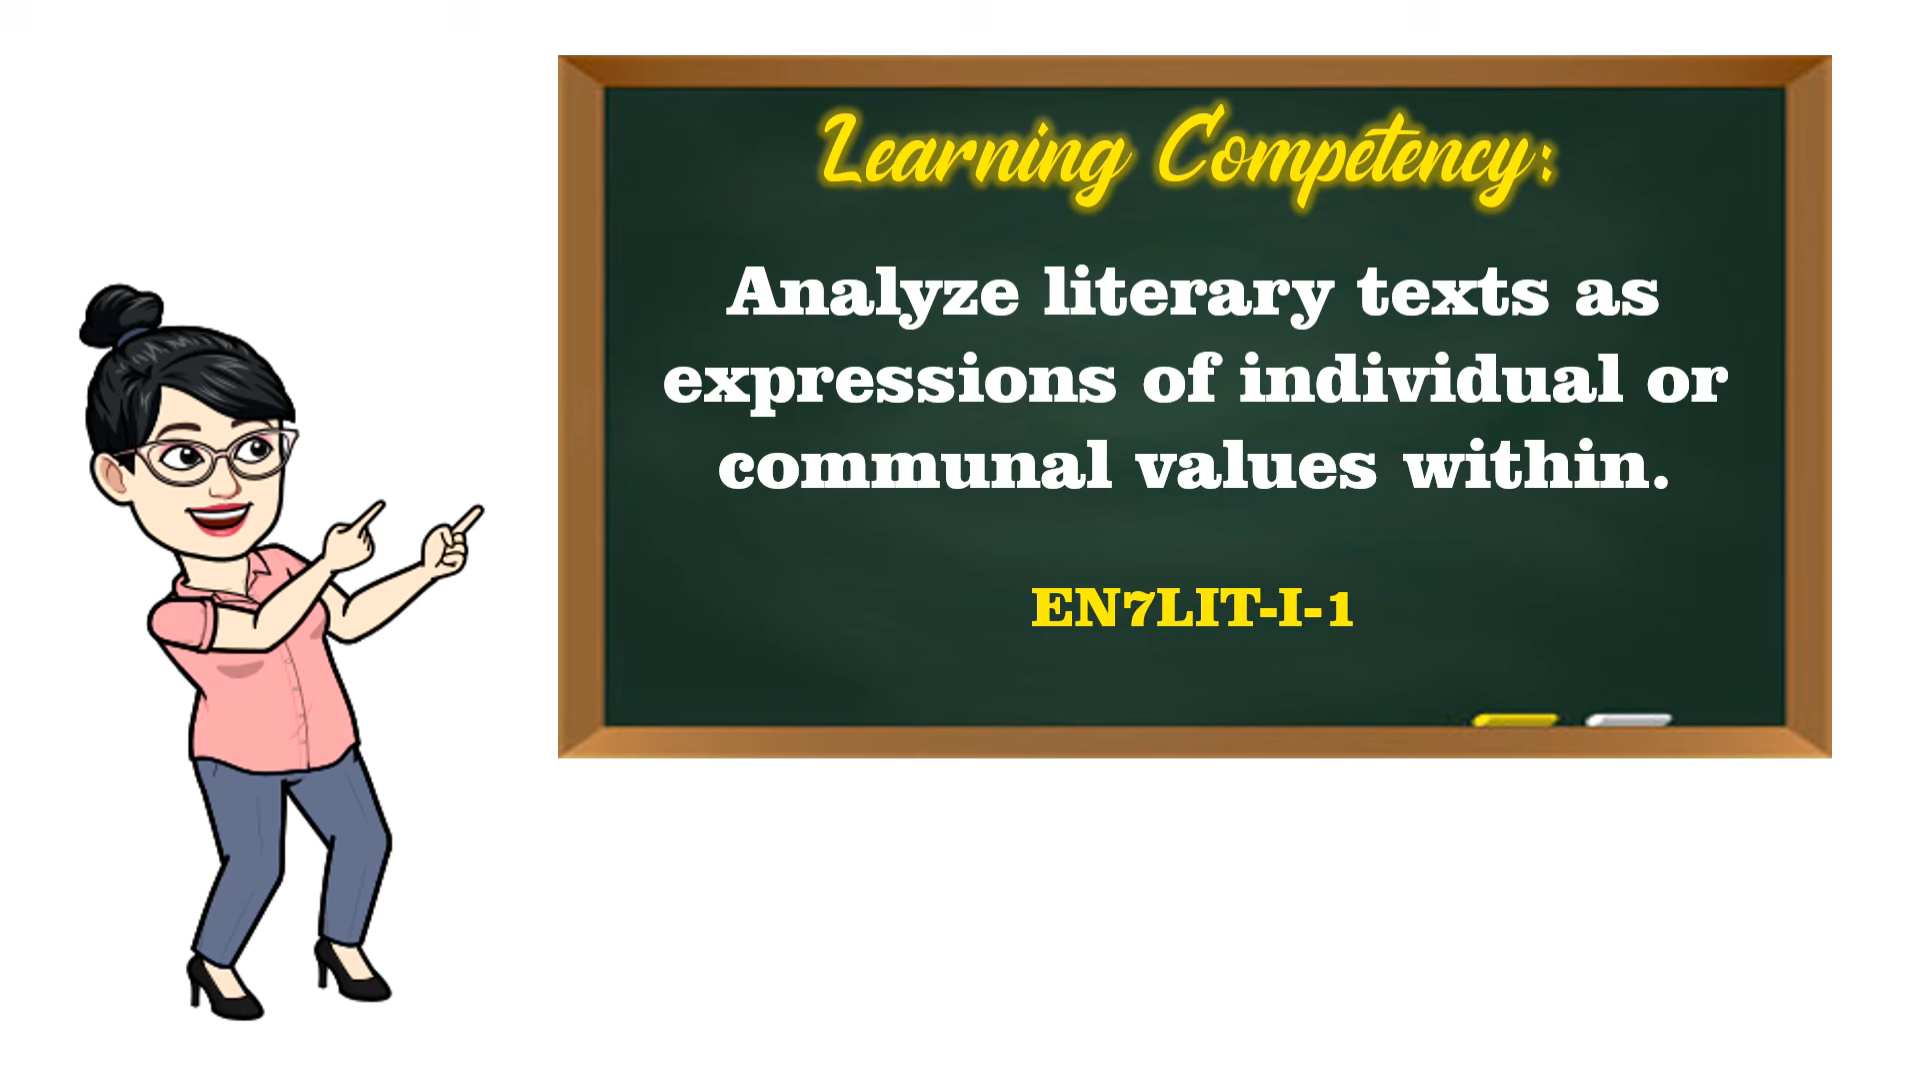 Learning Competency:
Analyze literary texts as
expressions of individual or
communal values within.
EN7LIT-I-1